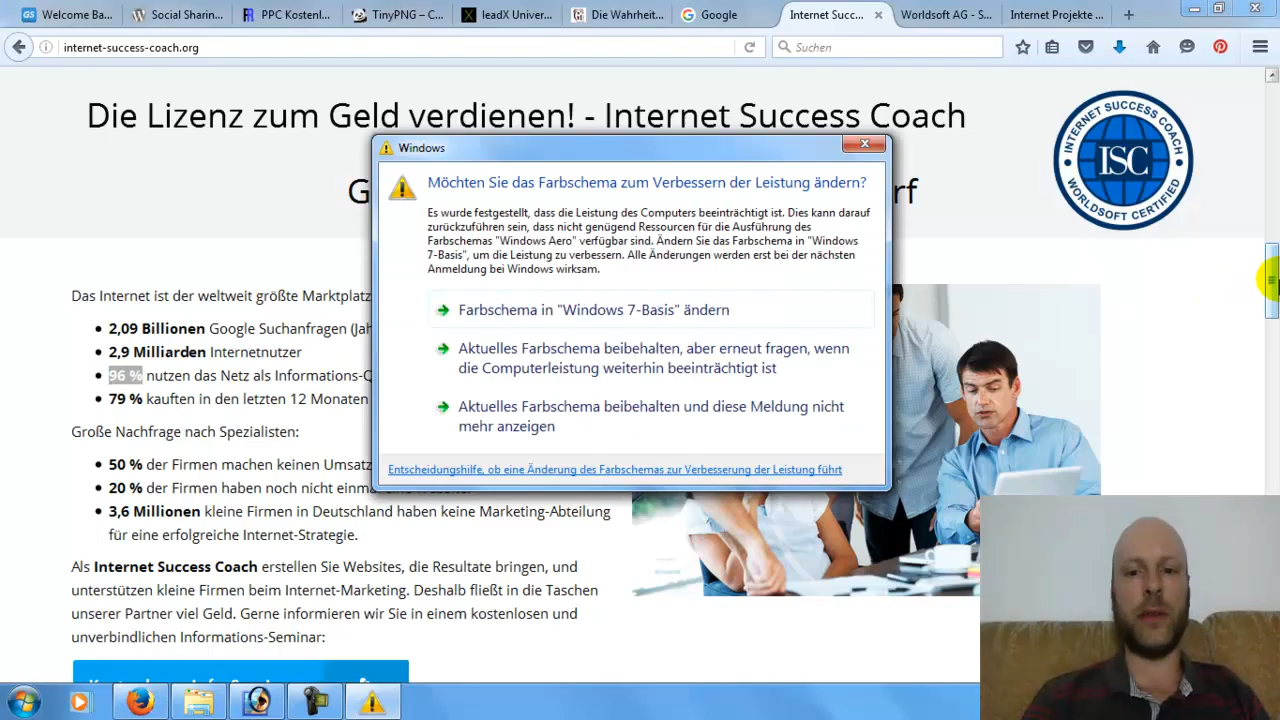 Welcome Ba...
Social Sharin...
PPC Kostenl...
TinyPNG – C...
leadX Univer...
Die Wahrheit...
Google
Internet Succ...
Worldsoft AG - S...
Internet Projekte ...
internet-success-coach.org
Suchen
Die Lizenz zum Geld verdienen! - Internet Success Coach
INTERNET SUCCESS COACH
ISC
WORLDSOFT CERTIFIED
Windows
Möchten Sie das Farbschema zum Verbessern der Leistung ändern?
Es wurde festgestellt, dass die Leistung des Computers beeinträchtigt ist. Dies kann darauf
zurückzuführen sein, dass nicht genügend Ressourcen für die Ausführung des
Farbschemas "Windows Aero" verfügbar sind. Ändern Sie das Farbschema in "Windows
7-Basis", um die Leistung zu verbessern. Alle Änderungen werden erst bei der nächsten
Anmeldung bei Windows wirksam.
Farbschema in "Windows 7-Basis" ändern
Aktuelles Farbschema beibehalten, aber erneut fragen, wenn
die Computerleistung weiterhin beeinträchtigt ist
Aktuelles Farbschema beibehalten und diese Meldung nicht
mehr anzeigen
Entscheidungshilfe, ob eine Änderung des Farbschemas zur Verbesserung der Leistung führt
Das Internet ist der weltweit größte Marktplatz
2,09 Billionen Google Suchanfragen (Jah
2,9 Milliarden Internetnutzer
96 % nutzen das Netz als Informations-Q
79 % kauften in den letzten 12 Monaten
Große Nachfrage nach Spezialisten:
50 % der Firmen machen keinen Umsatz
20 % der Firmen haben noch nicht einma
3,6 Millionen kleine Firmen in Deutschland haben keine Marketing-Abteilung
für eine erfolgreiche Internet-Strategie.
Als Internet Success Coach erstellen Sie Websites, die Resultate bringen, und
unterstützen kleine Firmen beim Internet-Marketing. Deshalb fließt in die Taschen
unserer Partner viel Geld. Gerne informieren wir Sie in einem kostenlosen und
unverbindlichen Informations-Seminar: